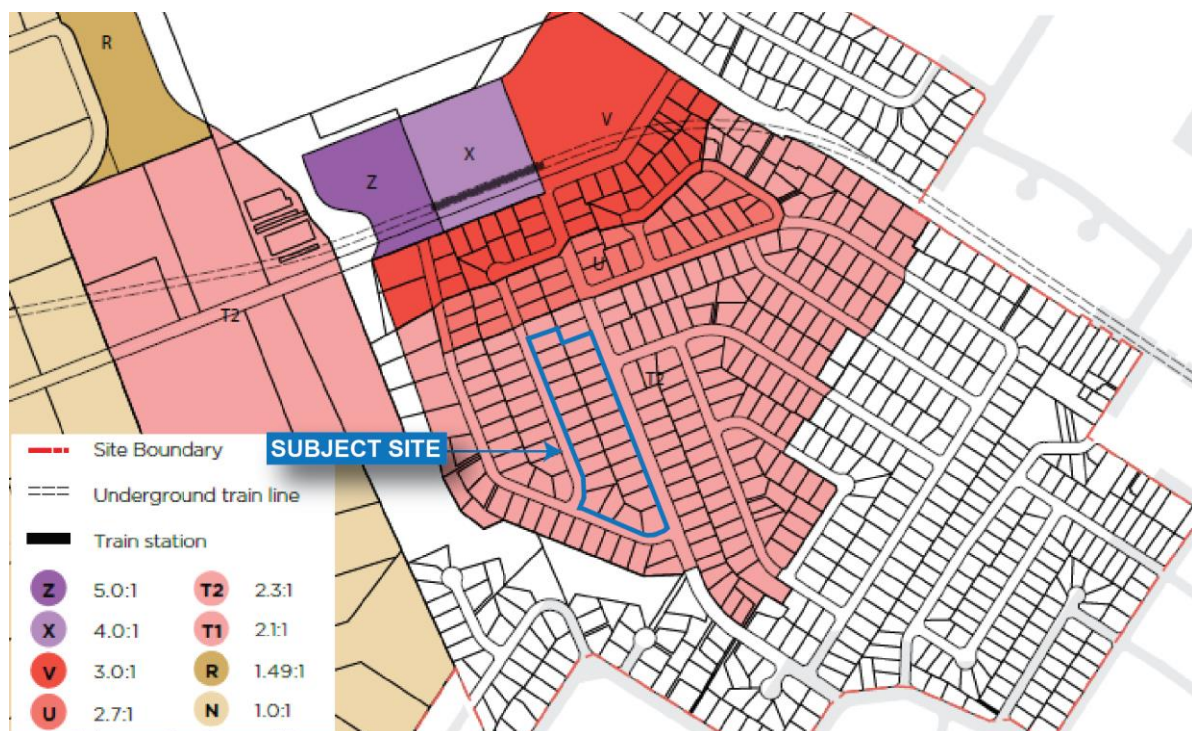 R
V
X
Z
U
T2
T2
SUBJECT SITE
Site Boundary
Underground train line
Train station
Z 5.0:1 T2 2.3:1
X 4.0:1 T1 2.1:1
V 3.0:1 R 1.49:1
U 2.7:1 N 1.0:1